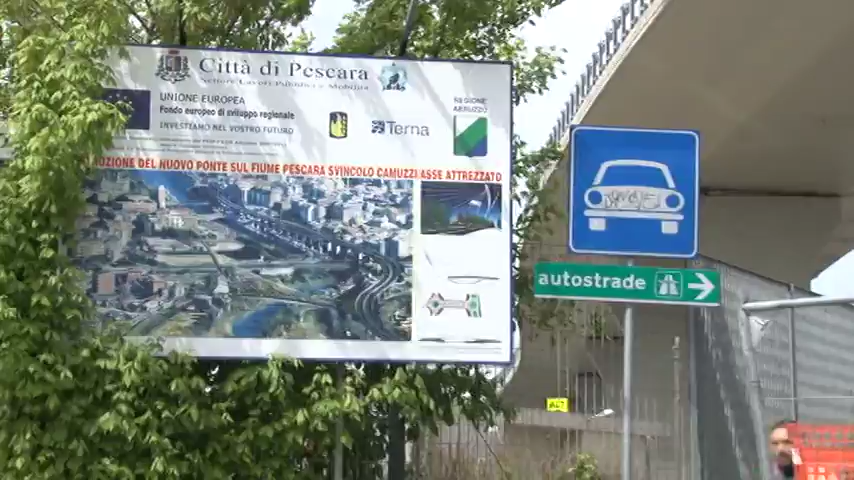 Città di Pescara
Settore Lavori Pubblici e Mobilità
UNIONE EUROPEA
Fondo europeo di sviluppo regionale
INVESTIAMO NEL VOSTRO FUTURO
Terna
REGIONE
ABRUZZO
DEL NUOVO PONTE SUL FIUME PESCARA SVINCOLO CAMUZZI ASSE ATTREZZATO
autostrade
ALT